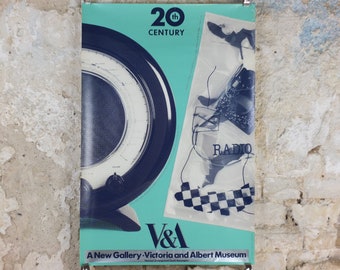 20th
CENTURY
RADIO
V&A
A New Gallery·Victoria and Albert Museum